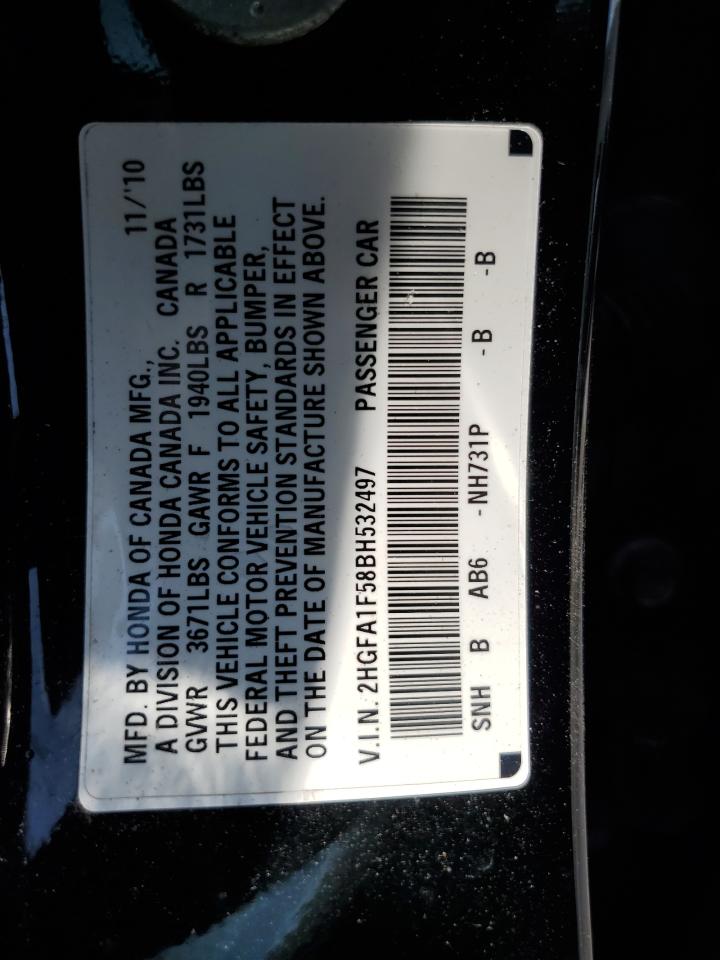 MFD. BY HONDA OF CANADA MFG., 11/'10
A DIVISION OF HONDA CANADA INC. CANADA
GVWR 3671LBS GAWR F 1940LBS R 1731LBS
THIS VEHICLE CONFORMS TO ALL APPLICABLE
FEDERAL MOTOR VEHICLE SAFETY, BUMPER,
AND THEFT PREVENTION STANDARDS IN EFFECT
ON THE DATE OF MANUFACTURE SHOWN ABOVE.
V.I.N. 2HGFA1F58BH532497 PASSENGER CAR
SNH B AB6 -NH731P -B -B